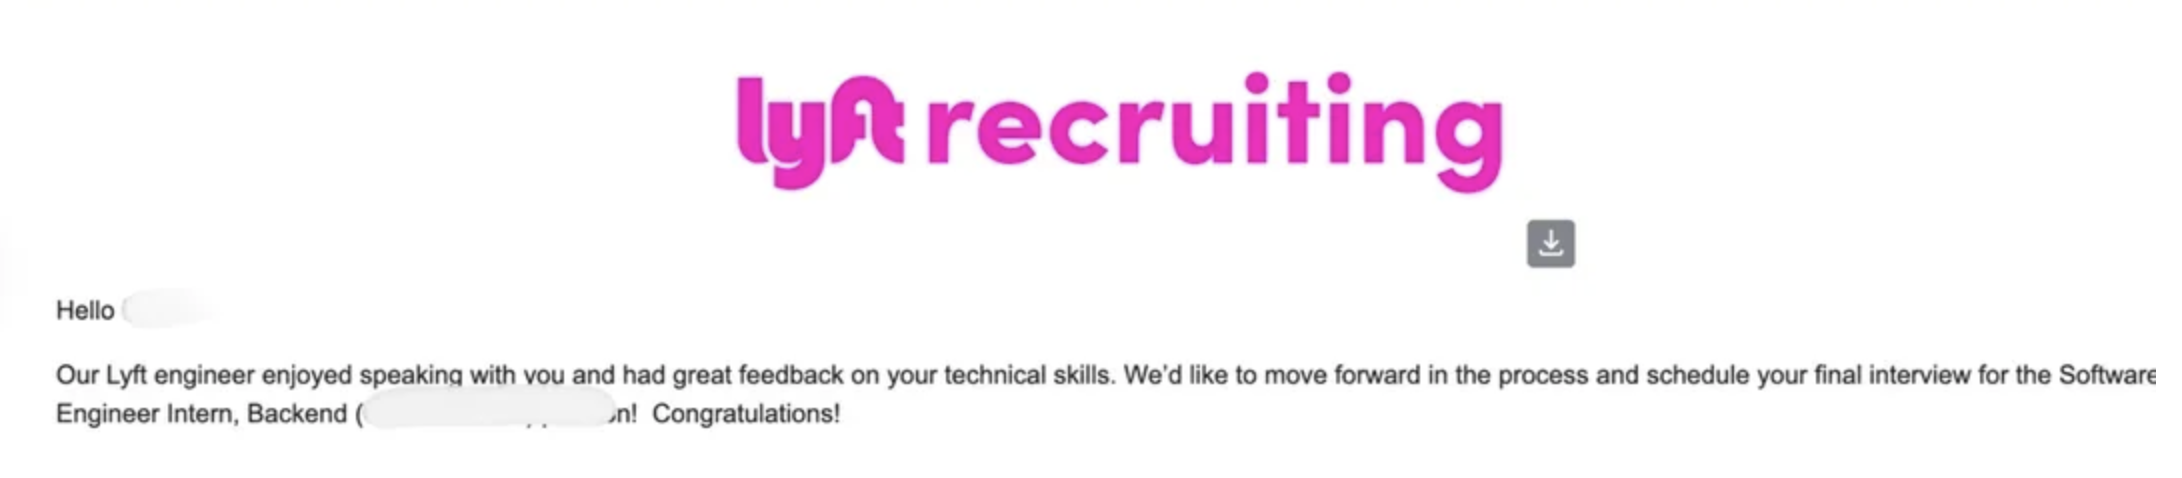 lyft recruiting
Hello
Our Lyft engineer enjoyed speaking with you and had great feedback on your technical skills. We'd like to move forward in the process and schedule your final interview for the Software
Engineer Intern, Backend ( n! Congratulations!